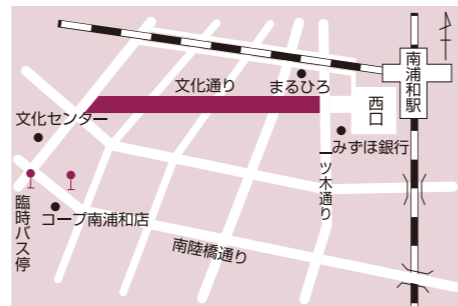 文化通り
まるひろ
南浦和駅
西口
文化センター
みずほ銀行
一ツ木通り
臨時バス停
コープ南浦和店
南陸橋通り